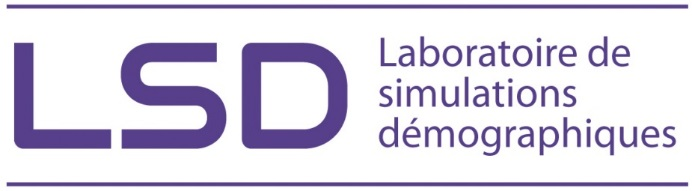 LSD
Laboratoire de
simulations
démographiques